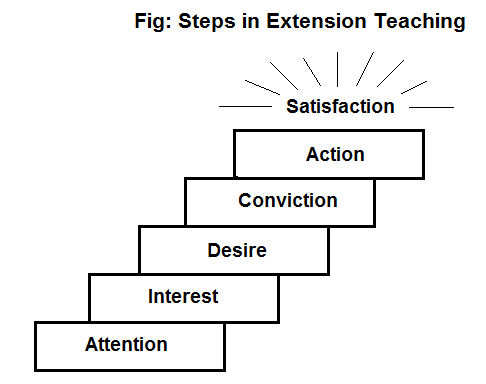 Fig: Steps in Extension Teaching
Satisfaction
Action
Conviction
Desire
Interest
Attention